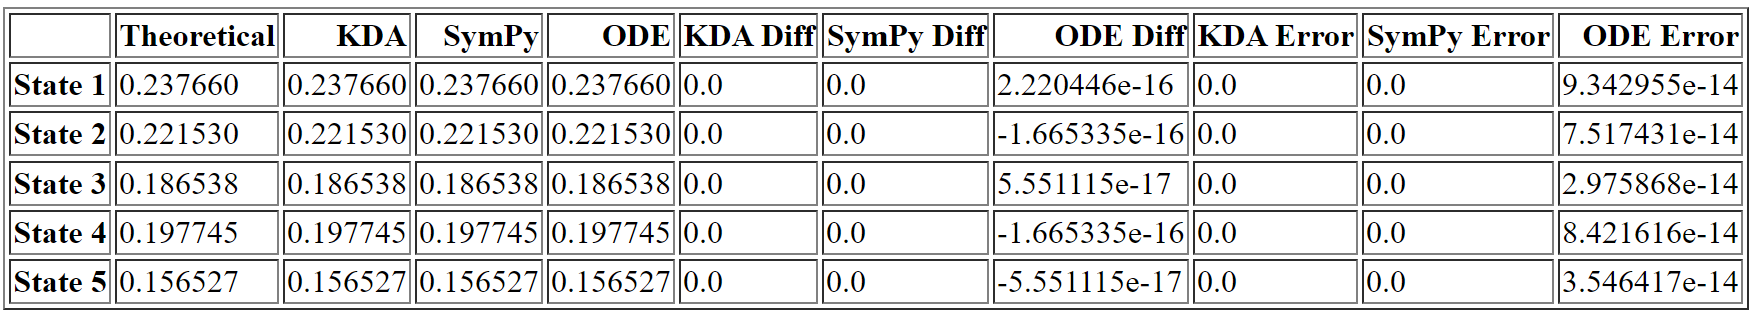 Theoretical KDA SymPy ODE KDA Diff SymPy Diff ODE Diff KDA Error SymPy Error ODE Error
State 1 0.237660 0.237660 0.237660 0.237660 0.0 0.0 2.220446e-16 0.0 0.0 9.342955e-14
State 2 0.221530 0.221530 0.221530 0.221530 0.0 0.0 -1.665335e-16 0.0 0.0 7.517431e-14
State 3 0.186538 0.186538 0.186538 0.186538 0.0 0.0 5.551115e-17 0.0 0.0 2.975868e-14
State 4 0.197745 0.197745 0.197745 0.197745 0.0 0.0 -1.665335e-16 0.0 0.0 8.421616e-14
State 5 0.156527 0.156527 0.156527 0.156527 0.0 0.0 -5.551115e-17 0.0 0.0 3.546417e-14